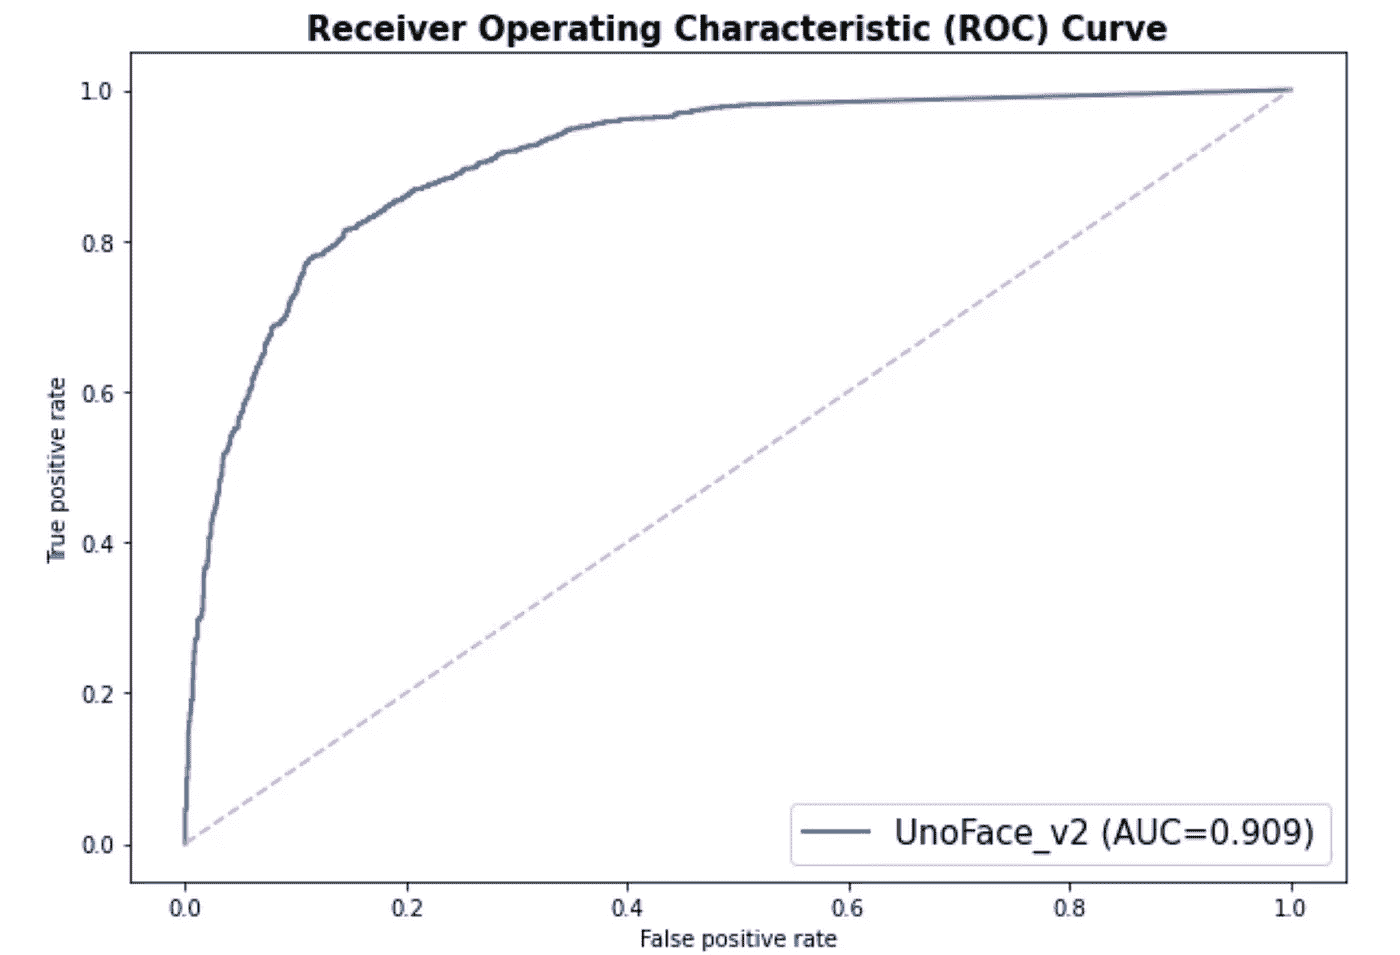 Receiver Operating Characteristic (ROC) Curve
1.0
0.8
0.6
0.4
0.2
0.0
True positive rate
UnoFace_v2 (AUC=0.909)
0.0 0.2 0.4 0.6 0.8 1.0
False positive rate